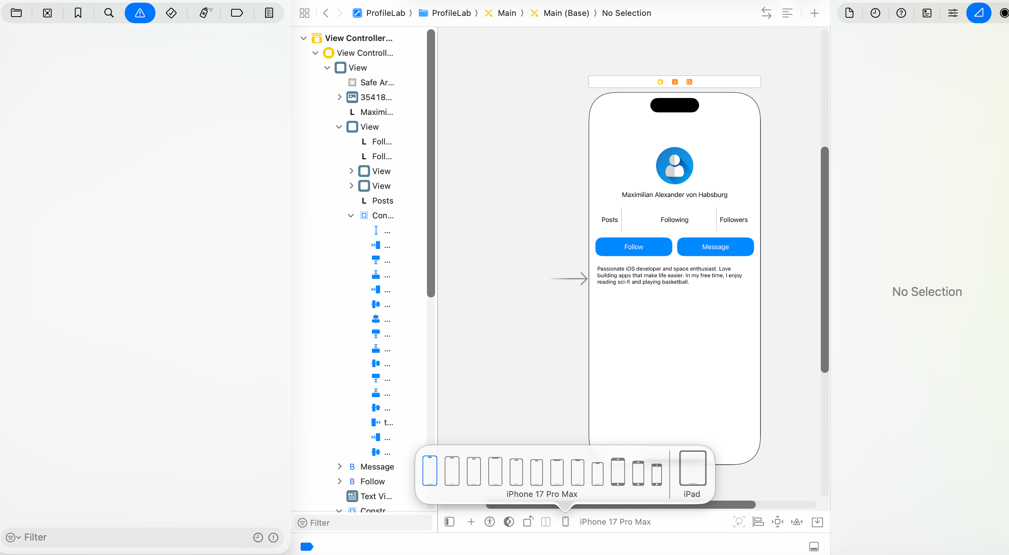 ProfileLab
ProfileLab
Main
Main (Base)
No Selection
View Controller...
View Controll...
View
Safe Ar...
35418...
L Maximi...
View
L Foll...
L Foll...
View
View
L Posts
Con...
...
...
...
...
...
...
...
...
...
...
...
...
...
t...
...
...
B Message
B Follow
Text Vi...
Constr...
Filter
Filter
Maximilian Alexander von Habsburg
Posts Following Followers
Follow Message
Passionate iOS developer and space enthusiast. Love
building apps that make life easier. In my free time, I enjoy
reading sci-fi and playing basketball.
iPhone 17 Pro Max
iPad
iPhone 17 Pro Max
No Selection